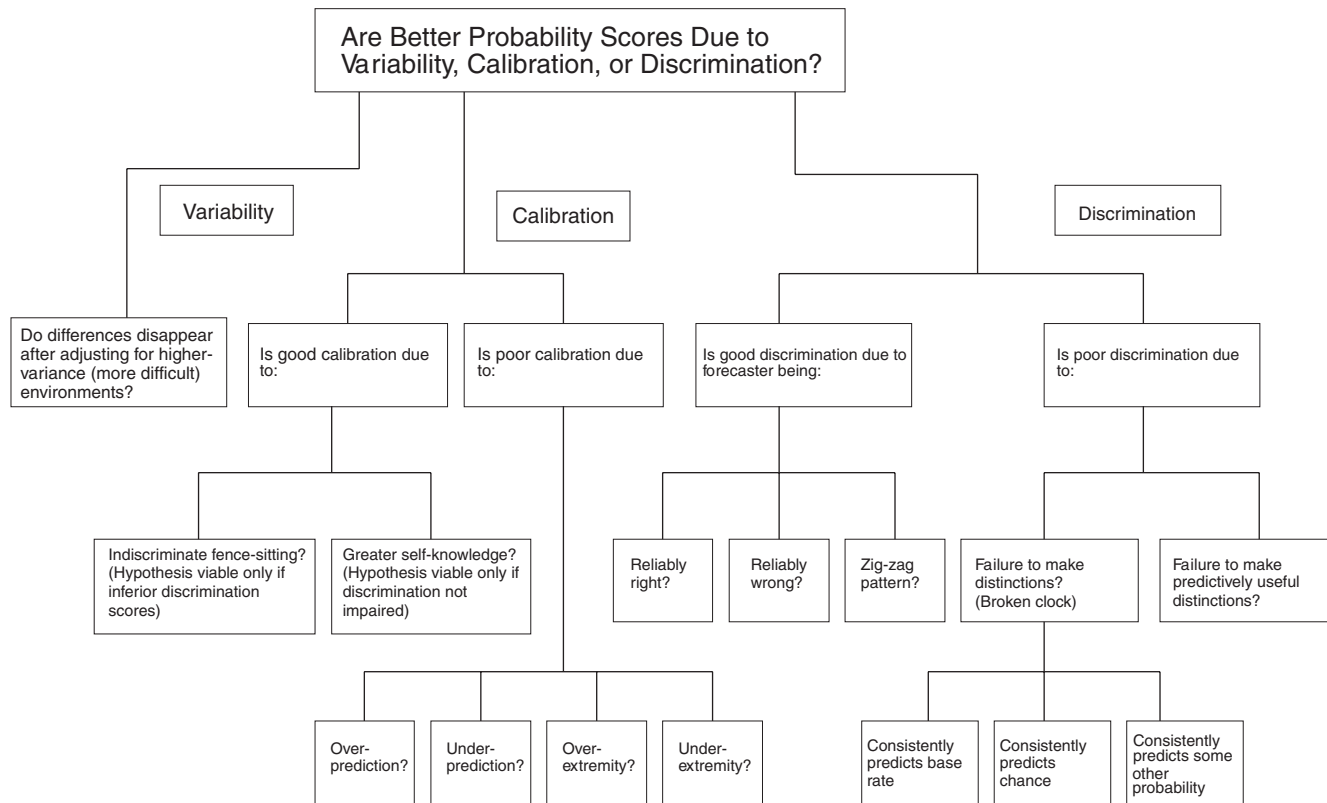 Are Better Probability Scores Due to
Variability, Calibration, or Discrimination?
Variability
Calibration
Discrimination
Do differences disappear
after adjusting for higher-
variance (more difficult)
environments?
Is good calibration due
to:
Is poor calibration due
to:
Is good discrimination due to
forecaster being:
Is poor discrimination due
to:
Indiscriminate fence-sitting?
(Hypothesis viable only if
inferior discrimination
scores)
Greater self-knowledge?
(Hypothesis viable only if
discrimination not
impaired)
Reliably
right?
Reliably
wrong?
Zig-zag
pattern?
Failure to make
distinctions?
(Broken clock)
Failure to make
predictively useful
distinctions?
Over-
prediction?
Under-
prediction?
Over-
extremity?
Under-
extremity?
Consistently
predicts base
rate
Consistently
predicts
chance
Consistently
predicts some
other
probability